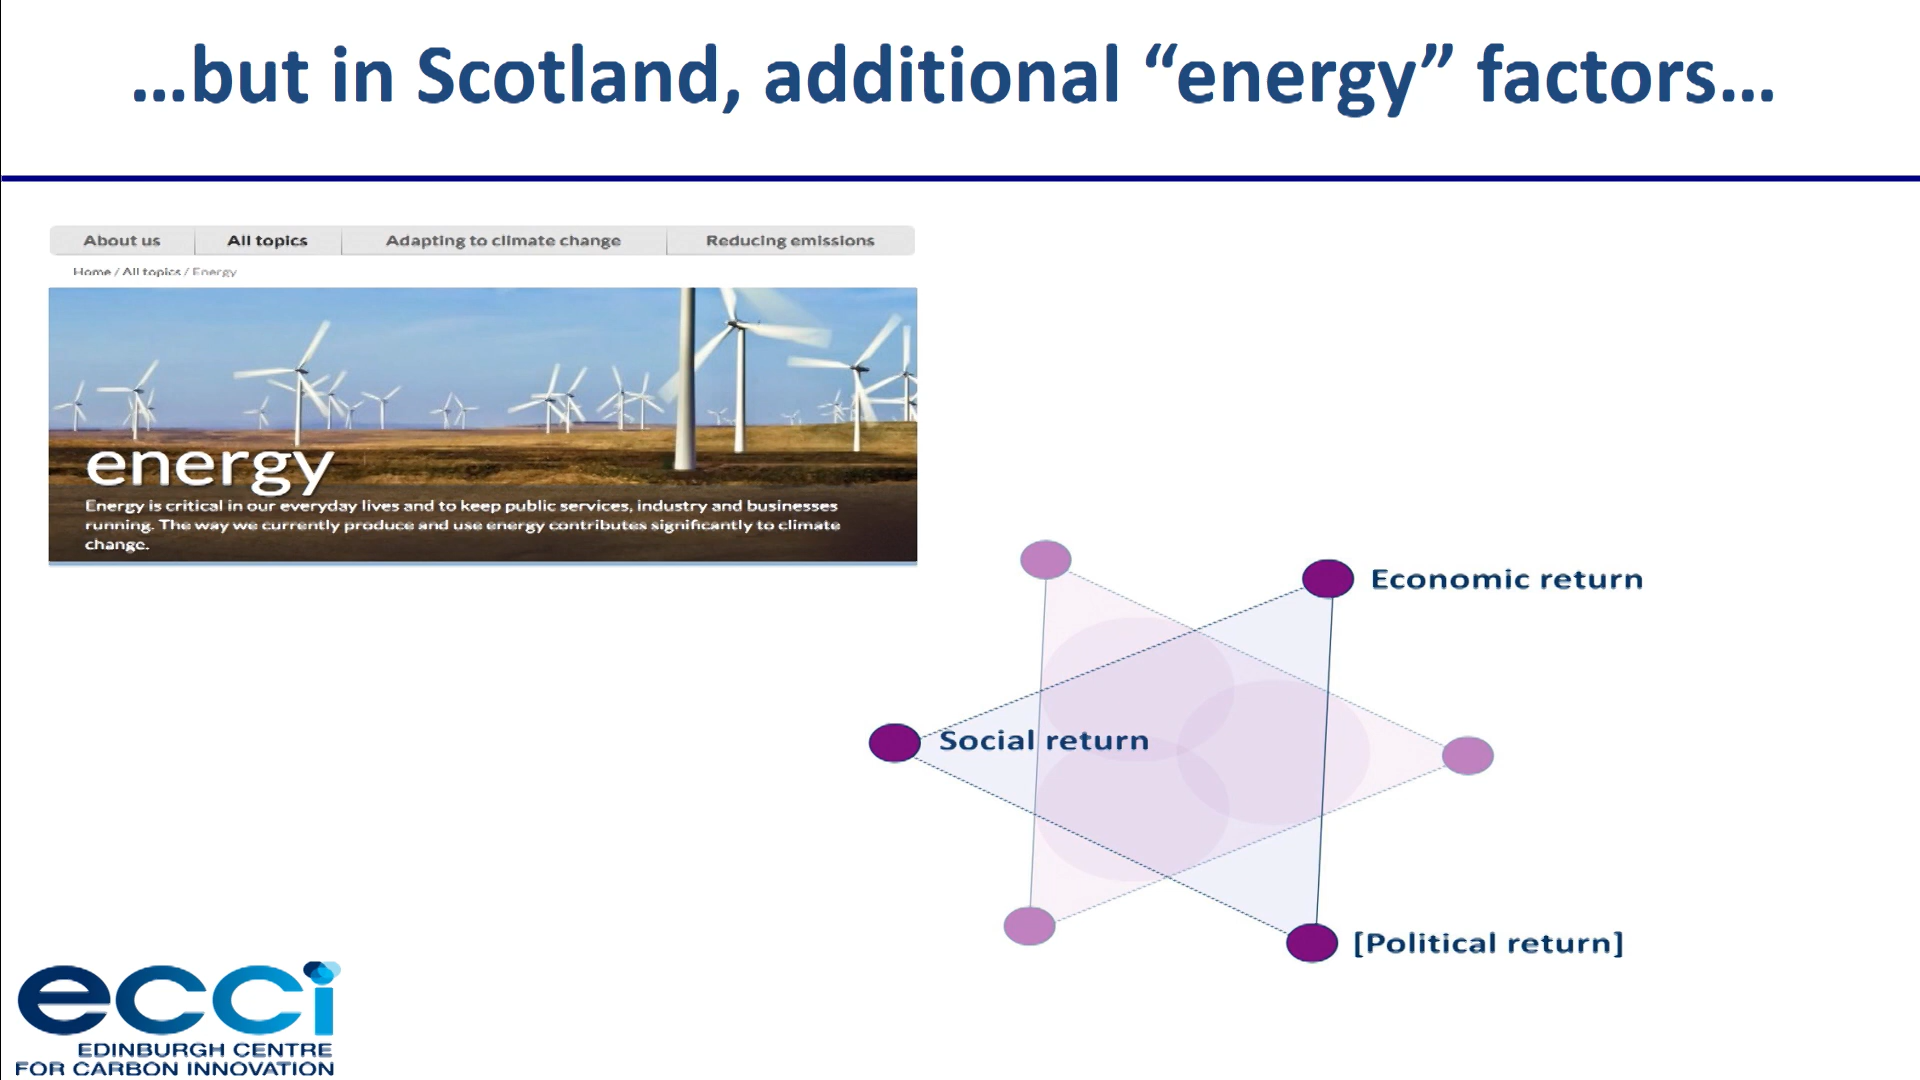 …but in Scotland, additional “energy” factors…
About us
All topics
Adapting to climate change
Reducing emissions
Home / All topics / Energy
energy
Energy is critical in our everyday lives and to keep public services, industry and businesses
running. The way we currently produce and use energy contributes significantly to climate
change.
Economic return
Social return
[Political return]
ecci
EDINBURGH CENTRE
FOR CARBON INNOVATION